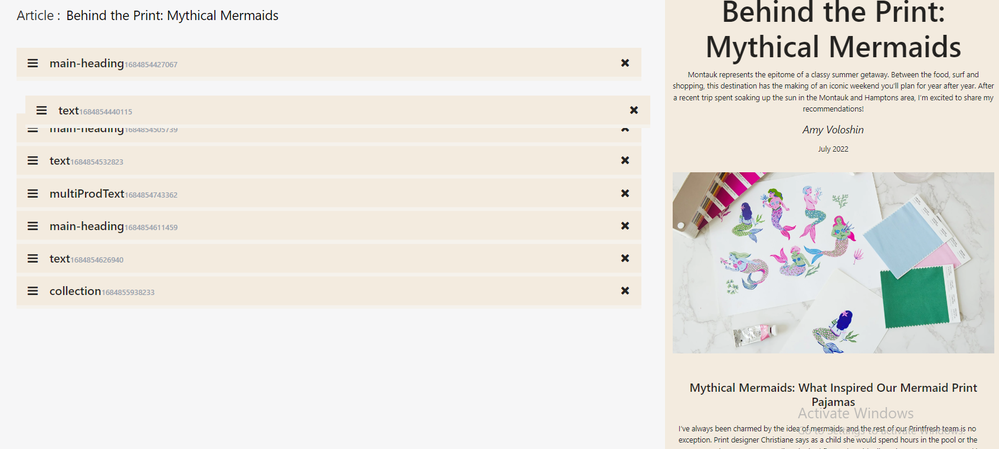 Article : Behind the Print: Mythical Mermaids
main-heading1684854427067
text1684854440115
main-heading1684854505739
text1684854532823
multiProdText1684854743362
main-heading1684854611459
text1684854626940
collection1684855938233
Behind the Print:
Mythical Mermaids
Montauk represents the epitome of a classy summer getaway. Between the food, surf and
shopping, this destination has the making of an iconic weekend you'll plan for year after year. After
a recent trip spent soaking up the sun in the Montauk and Hamptons area, I'm excited to share my
recommendations!
Amy Voloshin
July 2022
Mythical Mermaids: What Inspired Our Mermaid Print
Pajamas
Activate Windows
I've always been charmed by the idea of mermaids and the rest of our Printfresh team is no
exception. Print designer Christiane says as a child she would spend hours in the pool or the